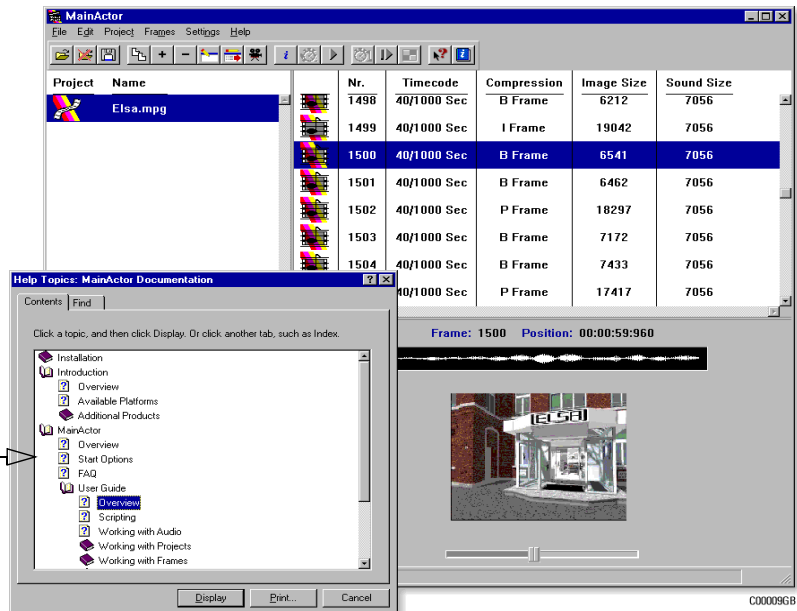 MainActor
File Edit Project Frames Settings Help
Project Name
Elsa.mpg
Nr. Timecode Compression Image Size Sound Size
1498 40/1000 Sec B Frame 6212 7056
1499 40/1000 Sec I Frame 19042 7056
1500 40/1000 Sec B Frame 6541 7056
1501 40/1000 Sec B Frame 6462 7056
1502 40/1000 Sec P Frame 18297 7056
1503 40/1000 Sec B Frame 7172 7056
1504 40/1000 Sec B Frame 7433 7056
40/1000 Sec P Frame 17417 7056
Frame: 1500 Position: 00:00:59:960
ELSA
Help Topics: MainActor Documentation
Contents Find
Click a topic, and then click Display. Or click another tab, such as Index.
Installation
Introduction
Overview
Available Platforms
Additional Products
MainActor
Overview
Start Options
FAQ
User Guide
Overview
Scripting
Working with Audio
Working with Projects
Working with Frames
Display Print... Cancel
C00009GB